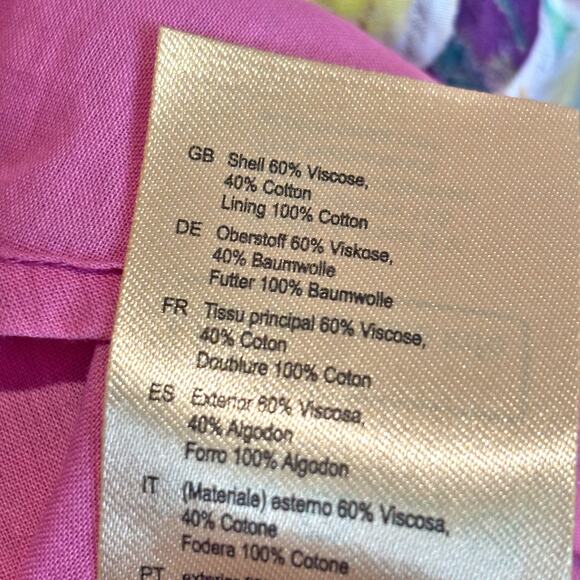 GB Shell 60% Viscose,
40% Cotton
Lining 100% Cotton
DE Oberstoff 60% Viskose,
40% Baumwolle
Futter 100% Baumwolle
FR Tissu principal 60% Viscose,
40% Coton
Doublure 100% Coton
ES Exterior 60% Viscosa,
40% Algodon
Forro 100% Algodon
IT (Materiale) esterno 60% Viscosa,
40% Cotone
Fodera 100% Cotone
PT exterior